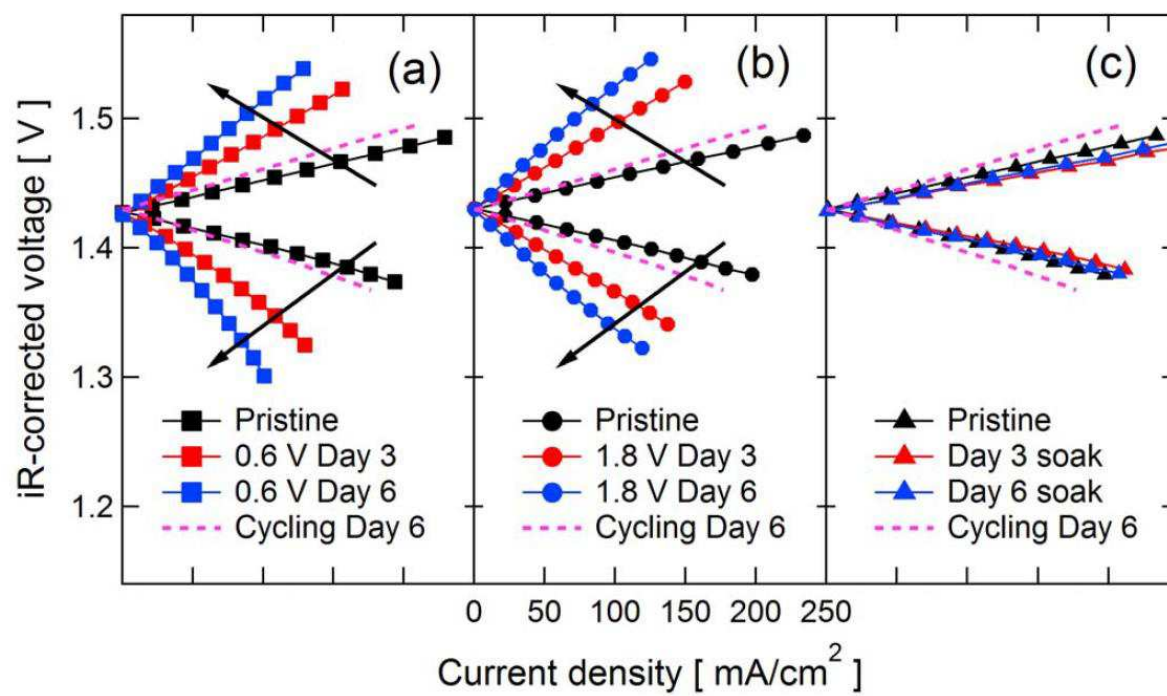 (a)
(b)
(c)
iR-corrected voltage [ V ]
1.5
1.4
1.3
1.2
Pristine
0.6 V Day 3
0.6 V Day 6
Cycling Day 6
Pristine
1.8 V Day 3
1.8 V Day 6
Cycling Day 6
Pristine
Day 3 soak
Day 6 soak
Cycling Day 6
0 50 100 150 200 250
Current density [ mA/cm² ]